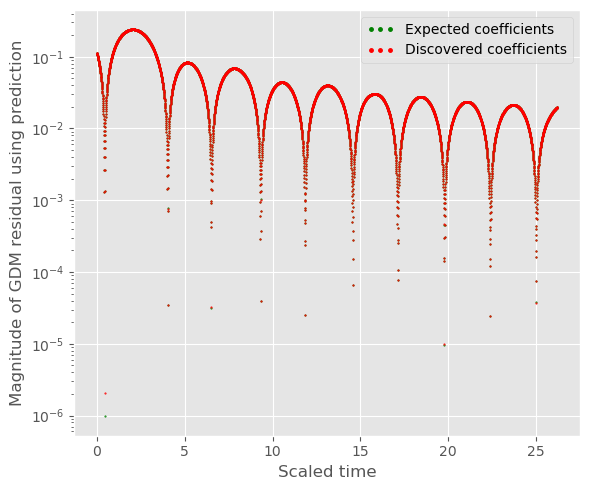 Expected coefficients
Discovered coefficients
Magnitude of GDM residual using prediction
10⁻¹
10⁻²
10⁻³
10⁻⁴
10⁻⁵
10⁻⁶
0 5 10 15 20 25
Scaled time